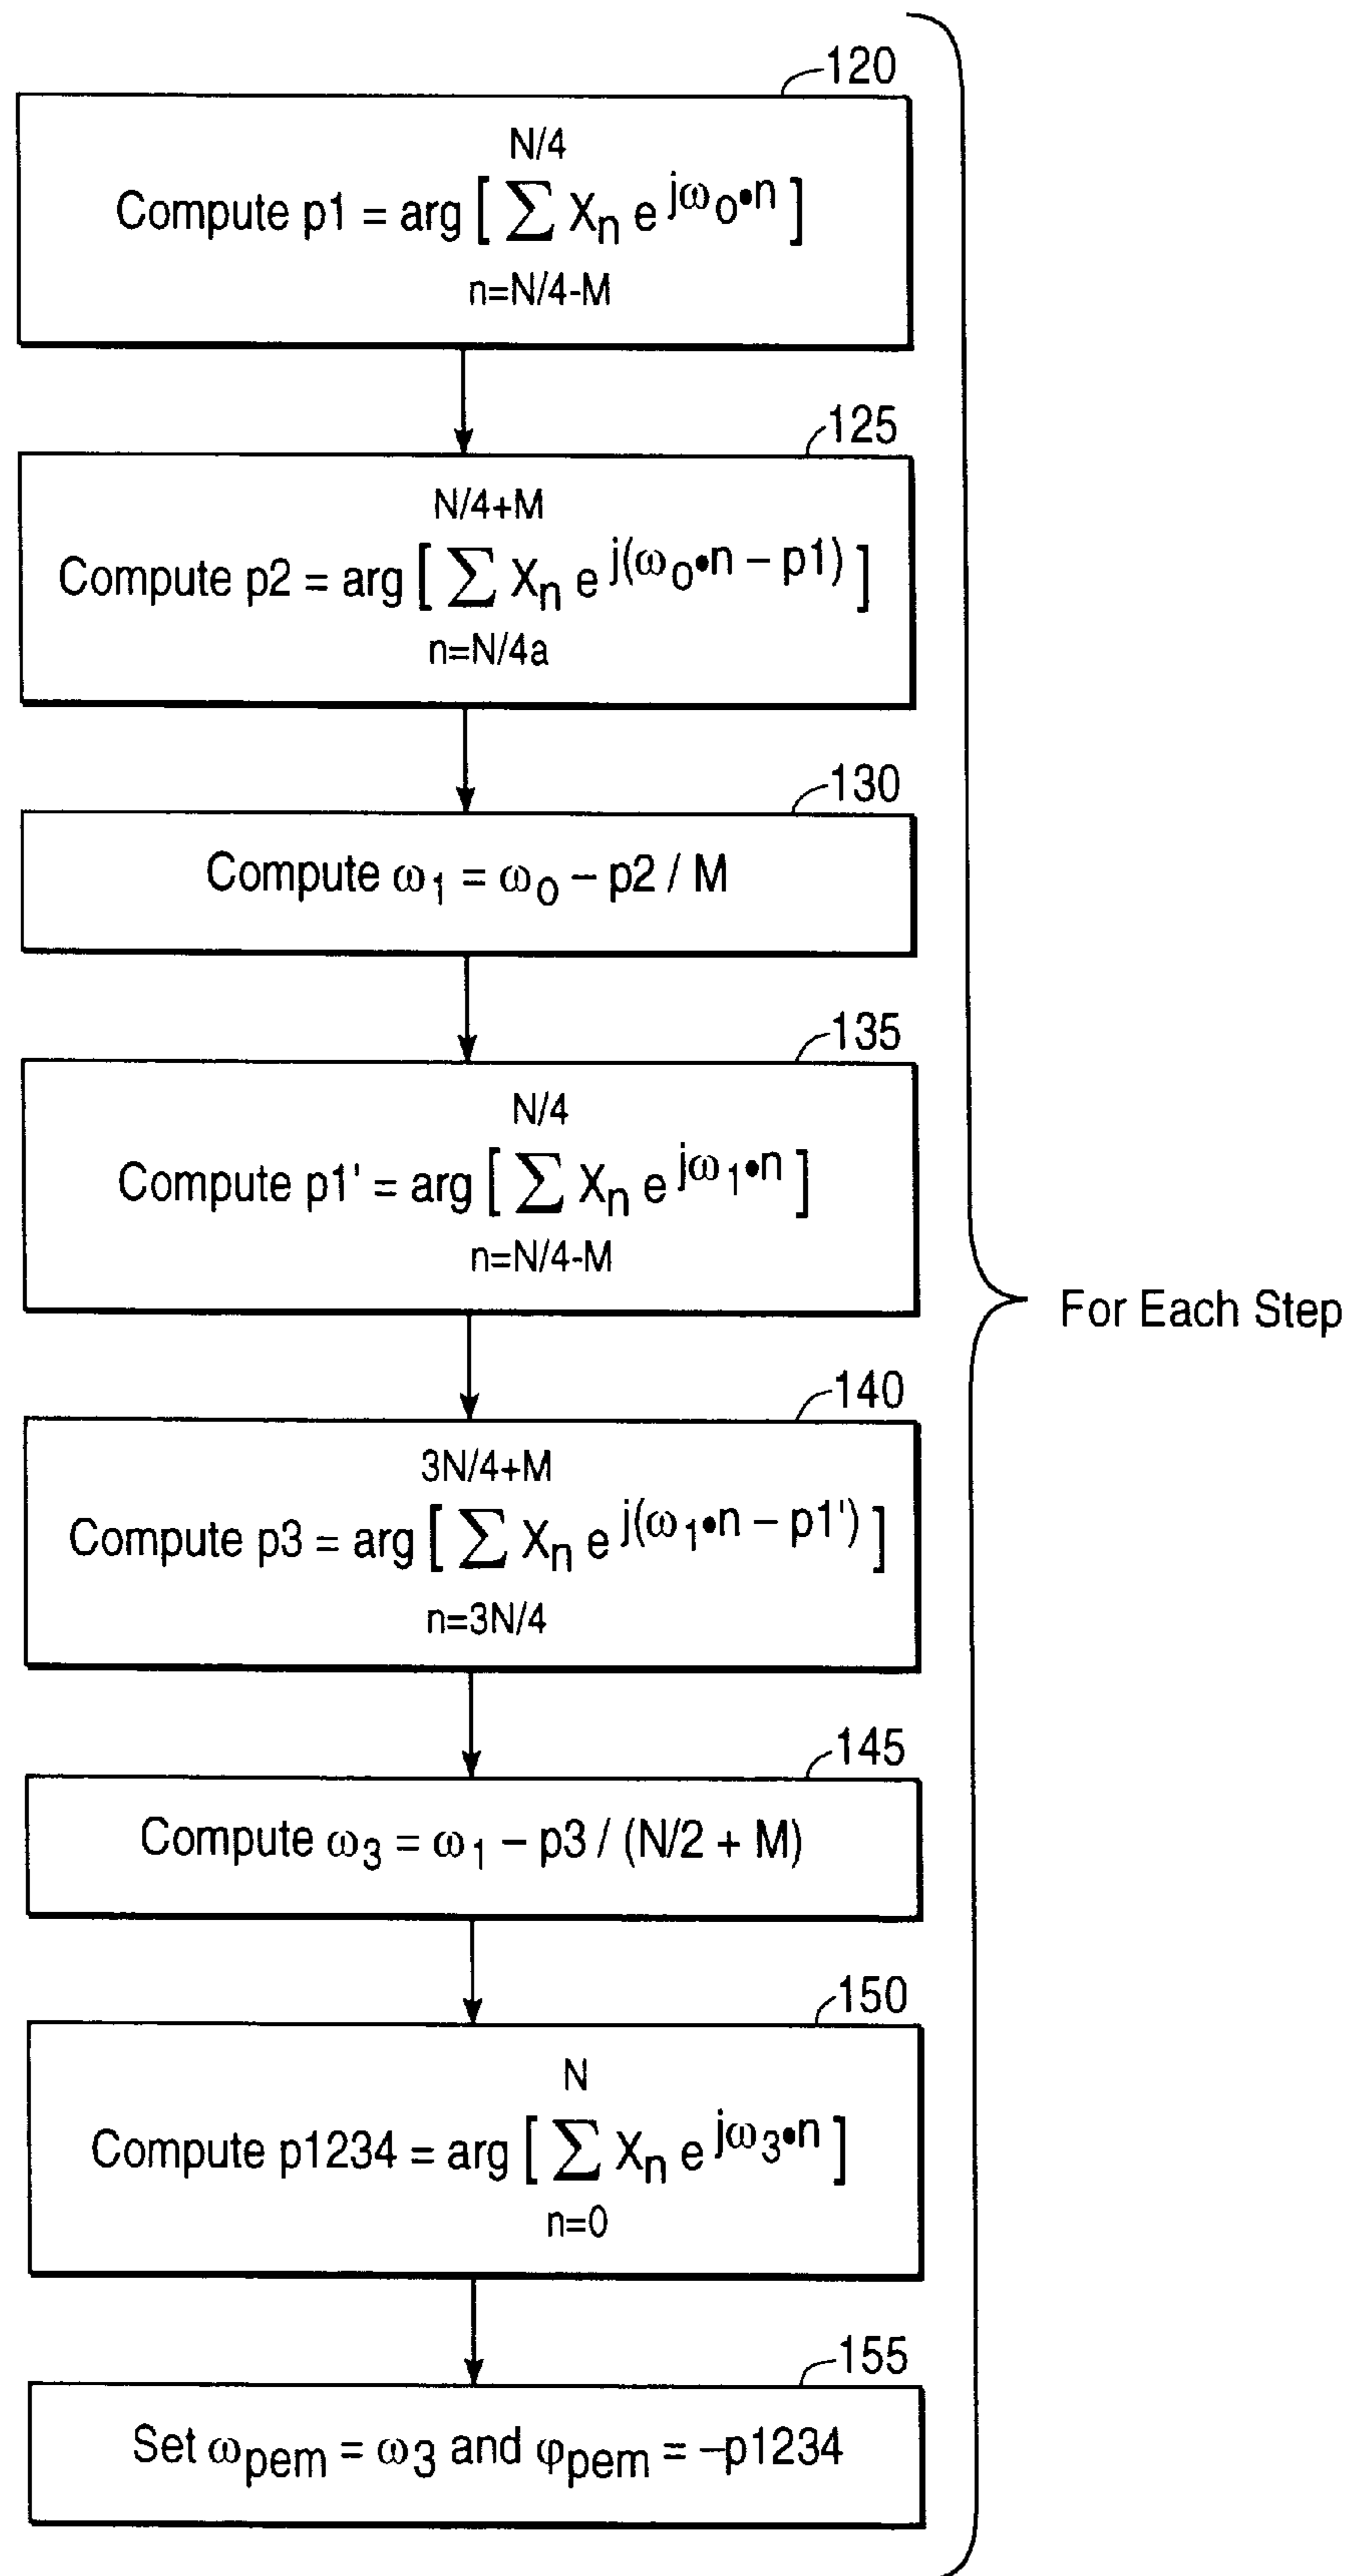 120
N/4
Compute p1 = arg [ ∑ Xn e jω0•n ]
n=N/4-M
125
N/4+M
Compute p2 = arg [ ∑ Xn e j(ω0•n – p1) ]
n=N/4a
130
Compute ω1 = ω0 – p2 / M
135
N/4
Compute p1' = arg [ ∑ Xn e jω1•n ]
n=N/4-M
For Each Step
140
3N/4+M
Compute p3 = arg [ ∑ Xn e j(ω1•n – p1') ]
n=3N/4
145
Compute ω3 = ω1 – p3 / (N/2 + M)
150
N
Compute p1234 = arg [ ∑ Xn e jω3•n ]
n=0
155
Set ωpem = ω3 and φpem = –p1234